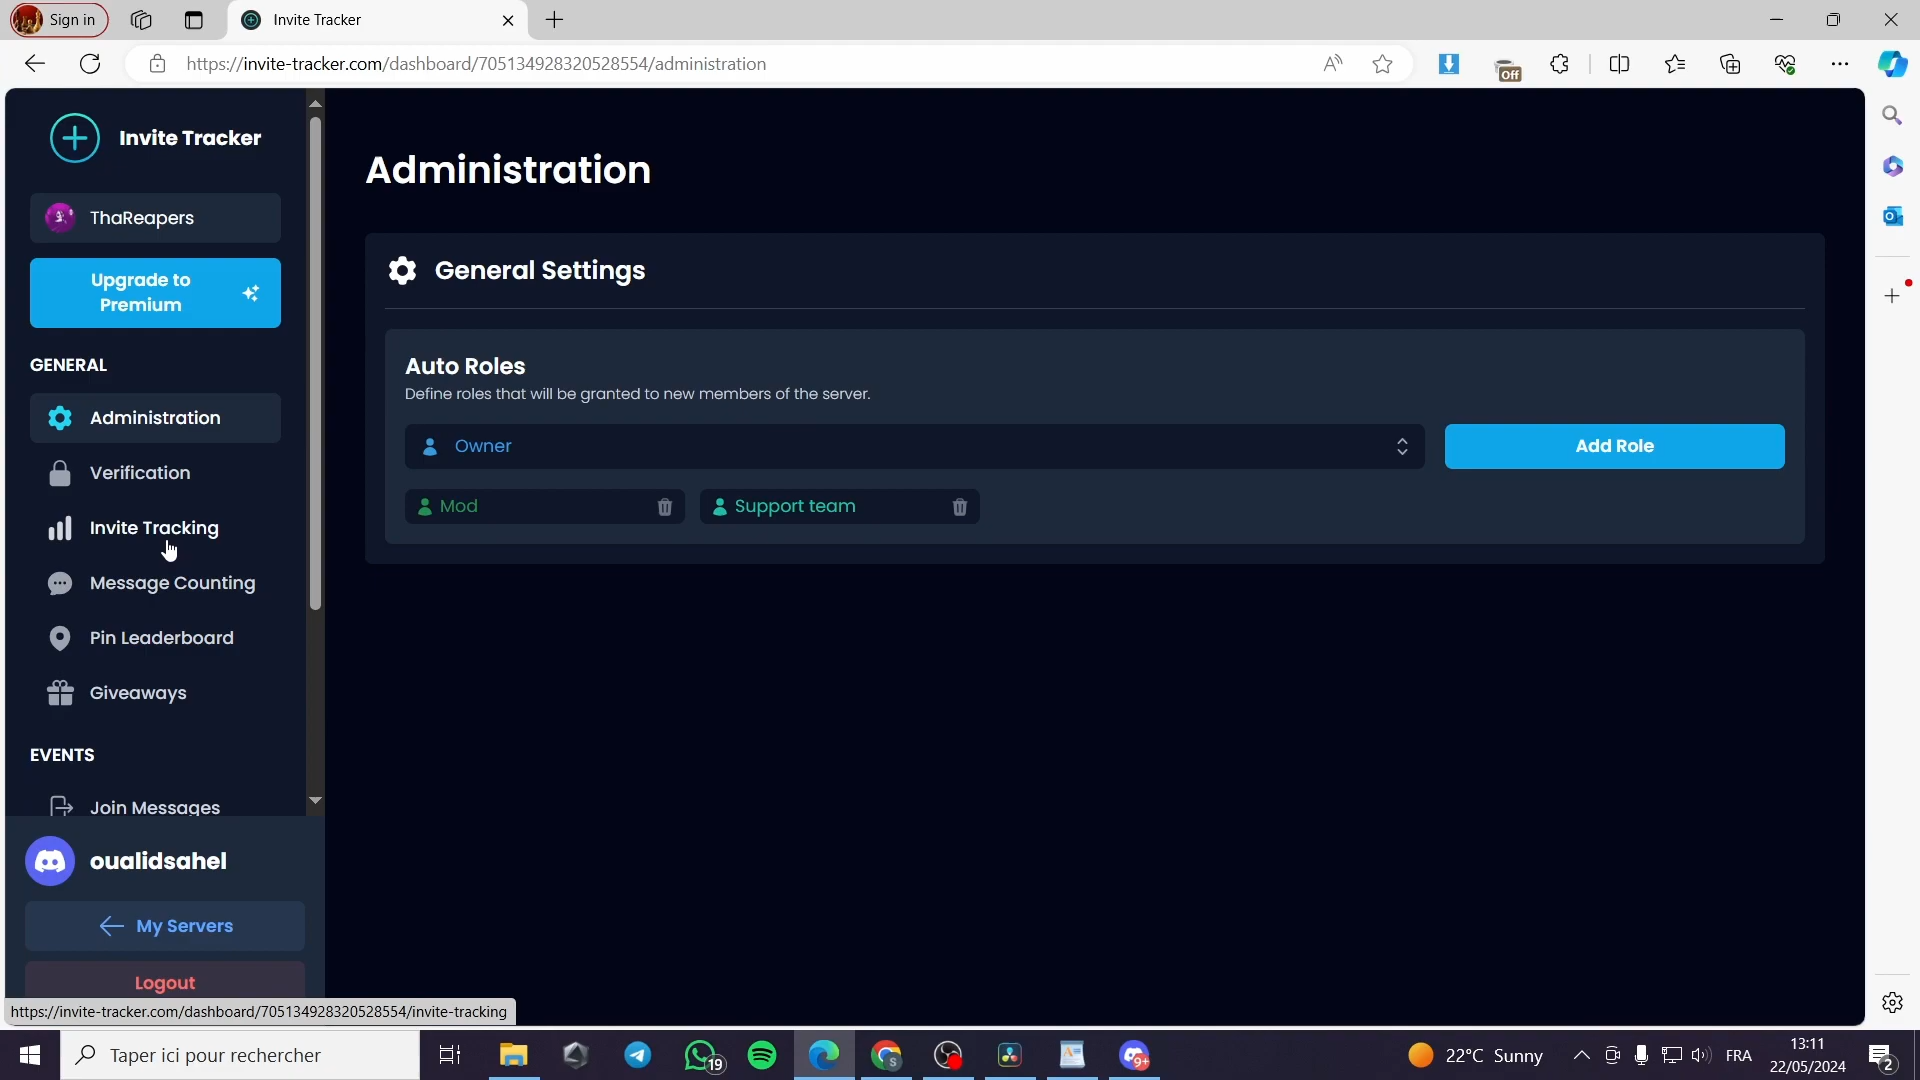 Sign in
Invite Tracker
https://invite-tracker.com/dashboard/705134928320528554/administration
Off
Invite Tracker
ThaReapers
Upgrade to
Premium
GENERAL
Administration
Verification
Invite Tracking
Message Counting
Pin Leaderboard
Giveaways
EVENTS
Join Messages
oualidsahel
My Servers
Logout
https://invite-tracker.com/dashboard/705134928320528554/invite-tracking
Administration
General Settings
Auto Roles
Define roles that will be granted to new members of the server.
Owner
Add Role
Mod
Support team
Taper ici pour rechercher
19
S
9+
22°C Sunny
FRA
13:11
22/05/2024
2